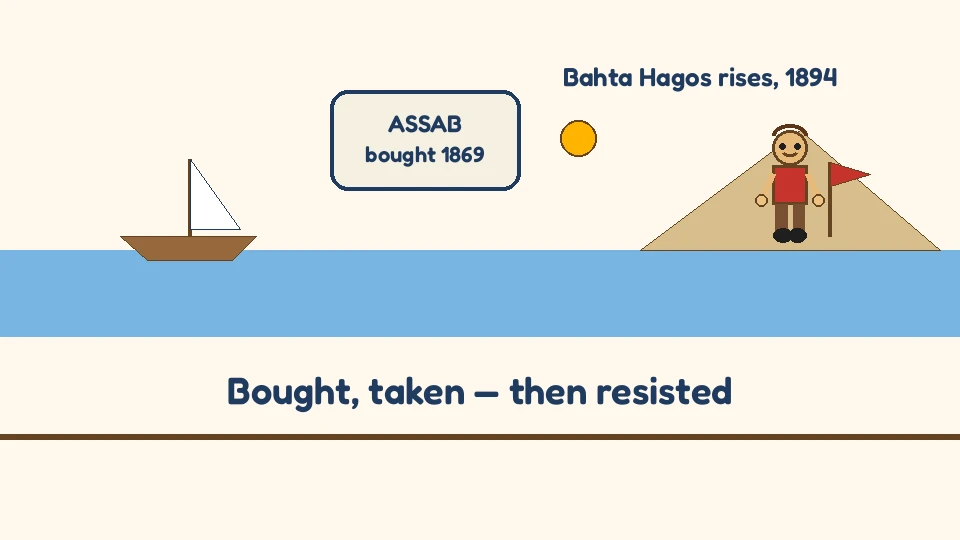 Bahta Hagos rises, 1894
ASSAB
bought 1869
Bought, taken — then resisted